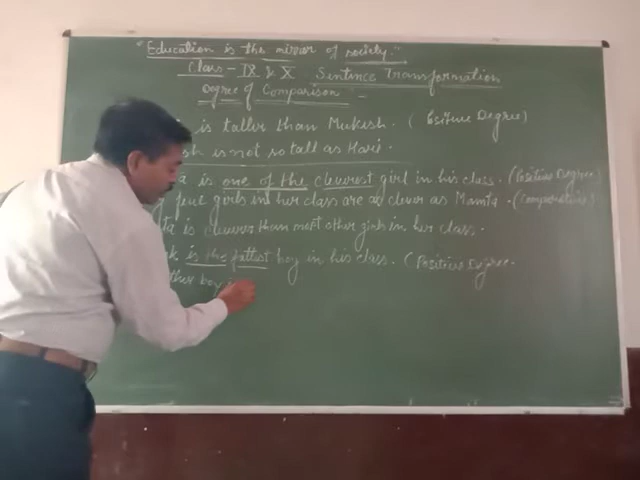 "Education is the mirror of society."
Class - IX & X Sentence Transformation
Degree of Comparison -
is taller than Mukesh. (Positive Degree)
sh is not so tall as Hari.
ta is one of the cleverest girl in his class. (Positive Degree
few girls in her class are as clever as Mamta. (Comparative)
ta is cleverer than most other girls in her class.
is the fattest boy in his class. (Positive Degree.
other boy